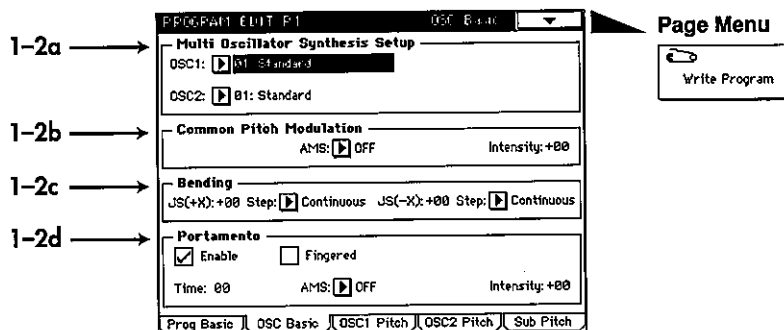 PROGRAM EDIT P1 OSC Basic
Page Menu
Write Program
1-2a
Multi Oscillator Synthesis Setup
OSC1: 01: Standard
OSC2: 01: Standard
1-2b
Common Pitch Modulation
AMS: OFF Intensity:+00
1-2c
Bending
JS(+X):+00 Step: Continuous JS(-X):+00 Step: Continuous
1-2d
Portamento
Enable Fingered
Time: 00 AMS: OFF Intensity:+00
Prog Basic OSC Basic OSC1 Pitch OSC2 Pitch Sub Pitch